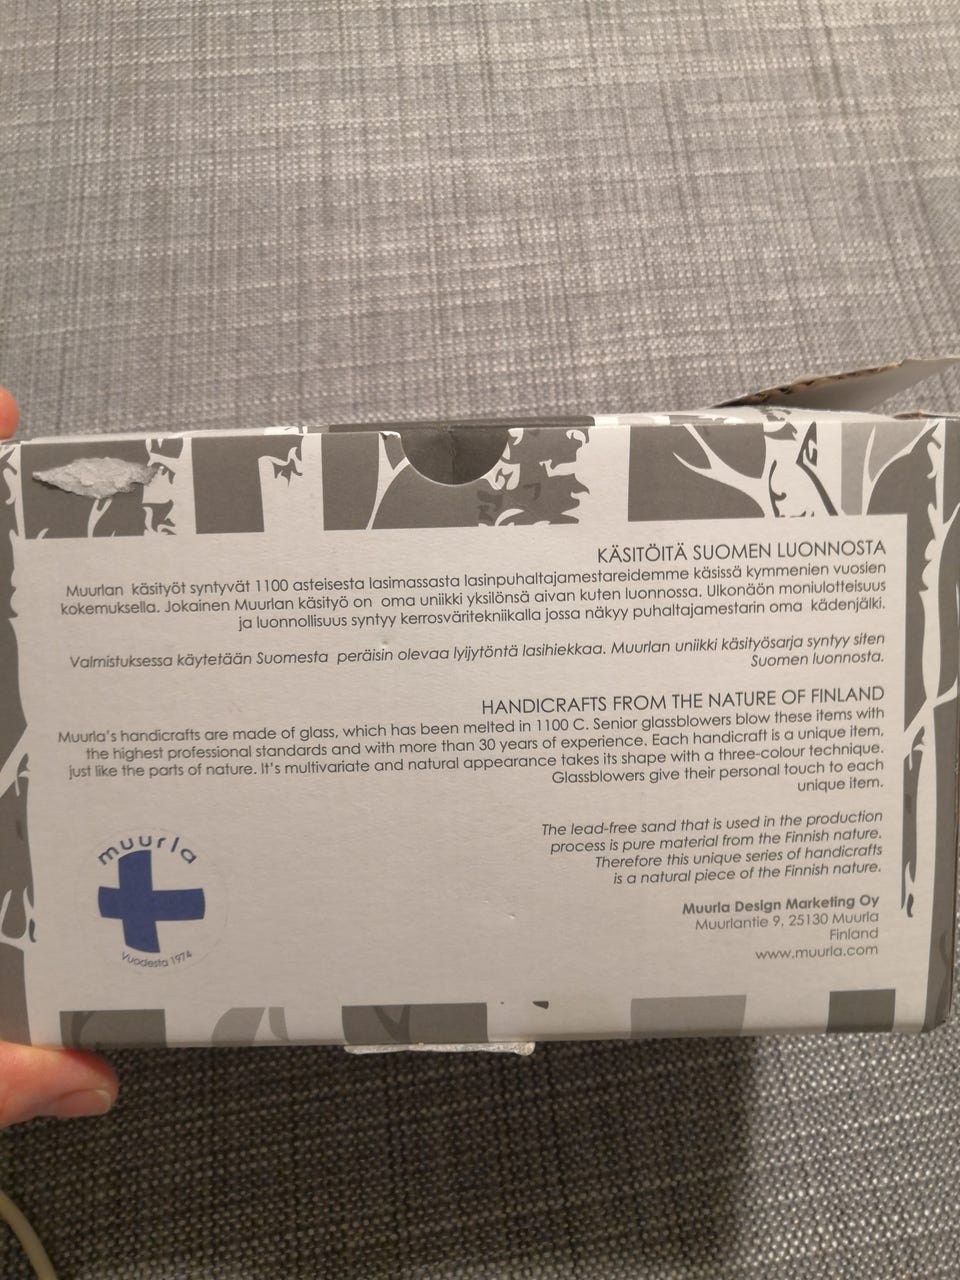 KÄSITÖITÄ SUOMEN LUONNOSTA
Muurlan käsityöt syntyvät 1100 asteisesta lasimassasta lasinpuhaltajamestareidemme käsissä kymmenien vuosien
kokemuksella. Jokainen Muurlan käsityö on oma uniikki yksilönsä aivan kuten luonnossa. Ulkonäön moniulotteisuus
ja luonnollisuus syntyy kerrosväritekniikalla jossa näkyy puhaltajamestarin oma kädenjälki.
Valmistuksessa käytetään Suomesta peräisin olevaa lyijytöntä lasihiekkaa. Muurlan uniikki käsityösarja syntyy siten
Suomen luonnosta.
HANDICRAFTS FROM THE NATURE OF FINLAND
Muurla's handicrafts are made of glass, which has been melted in 1100 C. Senior glassblowers blow these items with
the highest professional standards and with more than 30 years of experience. Each handicraft is a unique item,
just like the parts of nature. It's multivariate and natural appearance takes its shape with a three-colour technique.
Glassblowers give their personal touch to each
unique item.
The lead-free sand that is used in the production
process is pure material from the Finnish nature.
Therefore this unique series of handicrafts
is a natural piece of the Finnish nature.
Muurla Design Marketing Oy
Muurlantie 9, 25130 Muurla
Finland
www.muurla.com
muurla
Vuodesta 1974